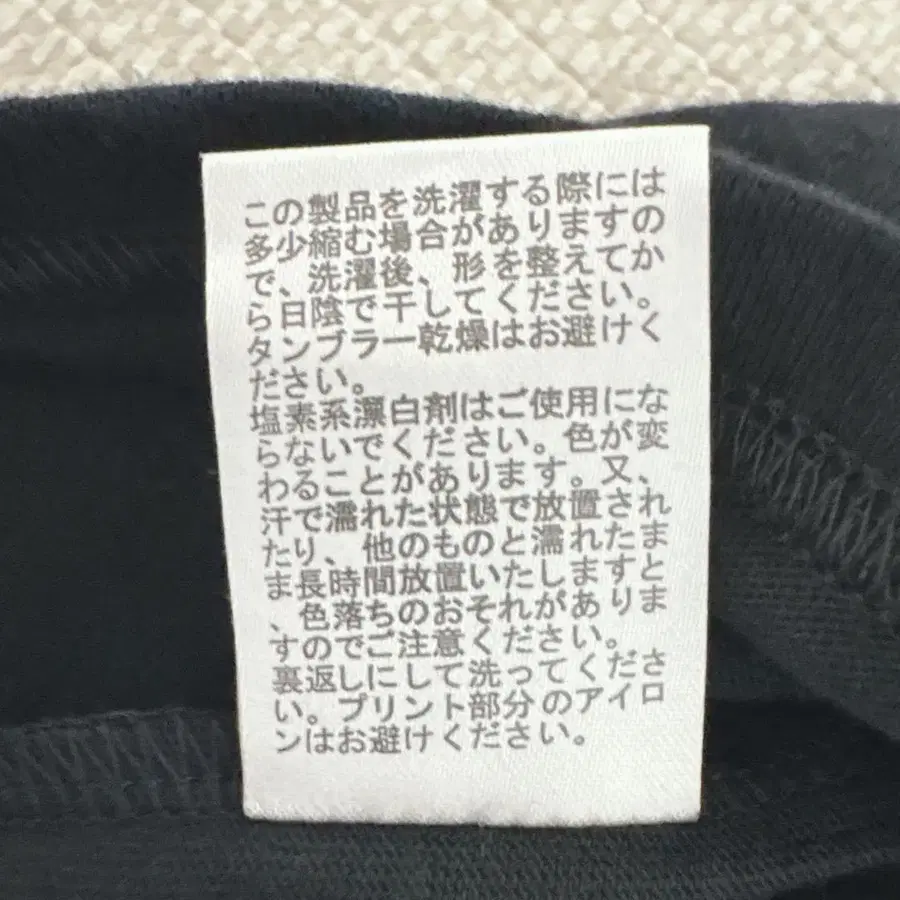 この製品を洗濯する際には
多少縮む場合がありますの
で、洗濯後、形を整えてか
ら日陰で干してください。
タンブラー乾燥はお避けく
ださい。
塩素系漂白剤はご使用にな
らないでください。色が変
わることがあります。又、
汗で濡れた状態で放置され
たり、他のものと濡れたま
ま長時間放置いたしますと
、色落ちのおそれがありま
すのでご注意ください。
裏返しにして洗ってくださ
い。プリント部分のアイロ
ンはお避けください。